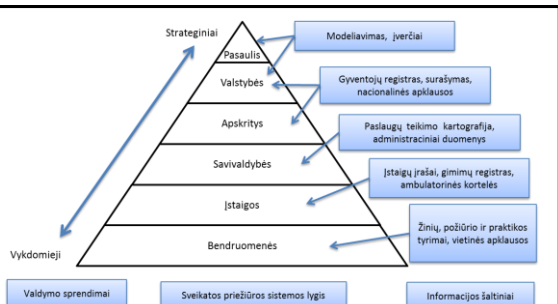 Strateginiai
Modeliavimas, įverčiai
Pasaulis
Valstybės
Gyventojų registras, surašymas,
nacionalinės apklausos
Apskritys
Paslaugų teikimo kartografija,
administraciniai duomenys
Savivaldybės
Įstaigų įrašai, gimimų registras,
ambulatorinės kortelės
Įstaigos
Žinių, požiūrio ir praktikos
tyrimai, vietinės apklausos
Bendruomenės
Vykdomieji
Valdymo sprendimai
Sveikatos priežiūros sistemos lygis
Informacijos šaltiniai